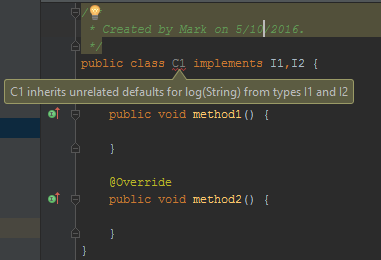 /
* Created by Mark on 5/10/2016.
*/
public class C1 implements I1,I2 {
C1 inherits unrelated defaults for log(String) from types I1 and I2
public void method1() {
}
@Override
public void method2() {
}
}